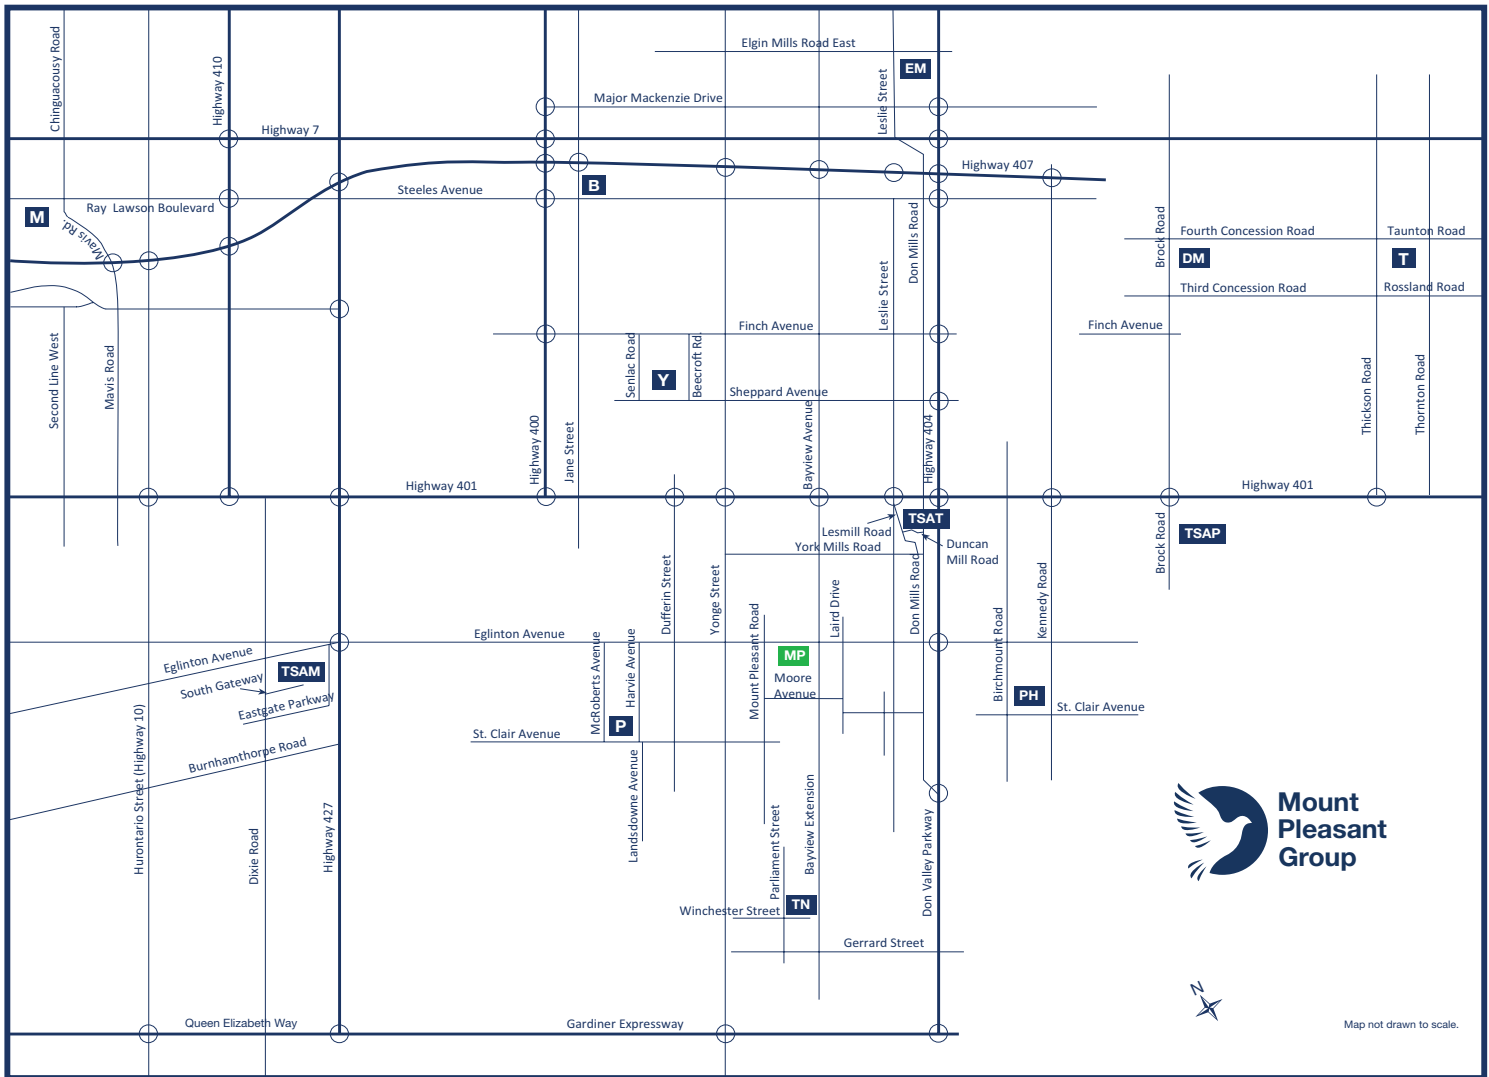 Elgin Mills Road East
EM
Chinguacousy Road
Highway 410
Leslie Street
Major Mackenzie Drive
Highway 7
Highway 407
Steeles Avenue
B
Ray Lawson Boulevard
M
Mavis Rd.
Don Mills Road
Brock Road
Fourth Concession Road
Taunton Road
DM
T
Third Concession Road
Rossland Road
Leslie Street
Finch Avenue
Finch Avenue
Second Line West
Mavis Road
Senlac Road
Y
Beecroft Rd.
Sheppard Avenue
Thickson Road
Thornton Road
Highway 400
Jane Street
Bayview Avenue
Highway 404
Highway 401
Highway 401
TSAT
Lesmill Road
York Mills Road
Duncan
Mill Road
Brock Road
TSAP
Dufferin Street
Yonge Street
Mount Pleasant Road
Laird Drive
Don Mills Road
Birchmount Road
Kennedy Road
Eglinton Avenue
Eglinton Avenue
TSAM
South Gateway
Eastgate Parkway
McRoberts Avenue
Harvie Avenue
MP
Moore
Avenue
PH
St. Clair Avenue
P
St. Clair Avenue
Burnhamthorpe Road
Hurontario Street (Highway 10)
Dixie Road
Highway 427
Landsdowne Avenue
Parliament Street
Bayview Extension
Don Valley Parkway
Mount
Pleasant
Group
TN
Winchester Street
Gerrard Street
N
Queen Elizabeth Way
Gardiner Expressway
Map not drawn to scale.